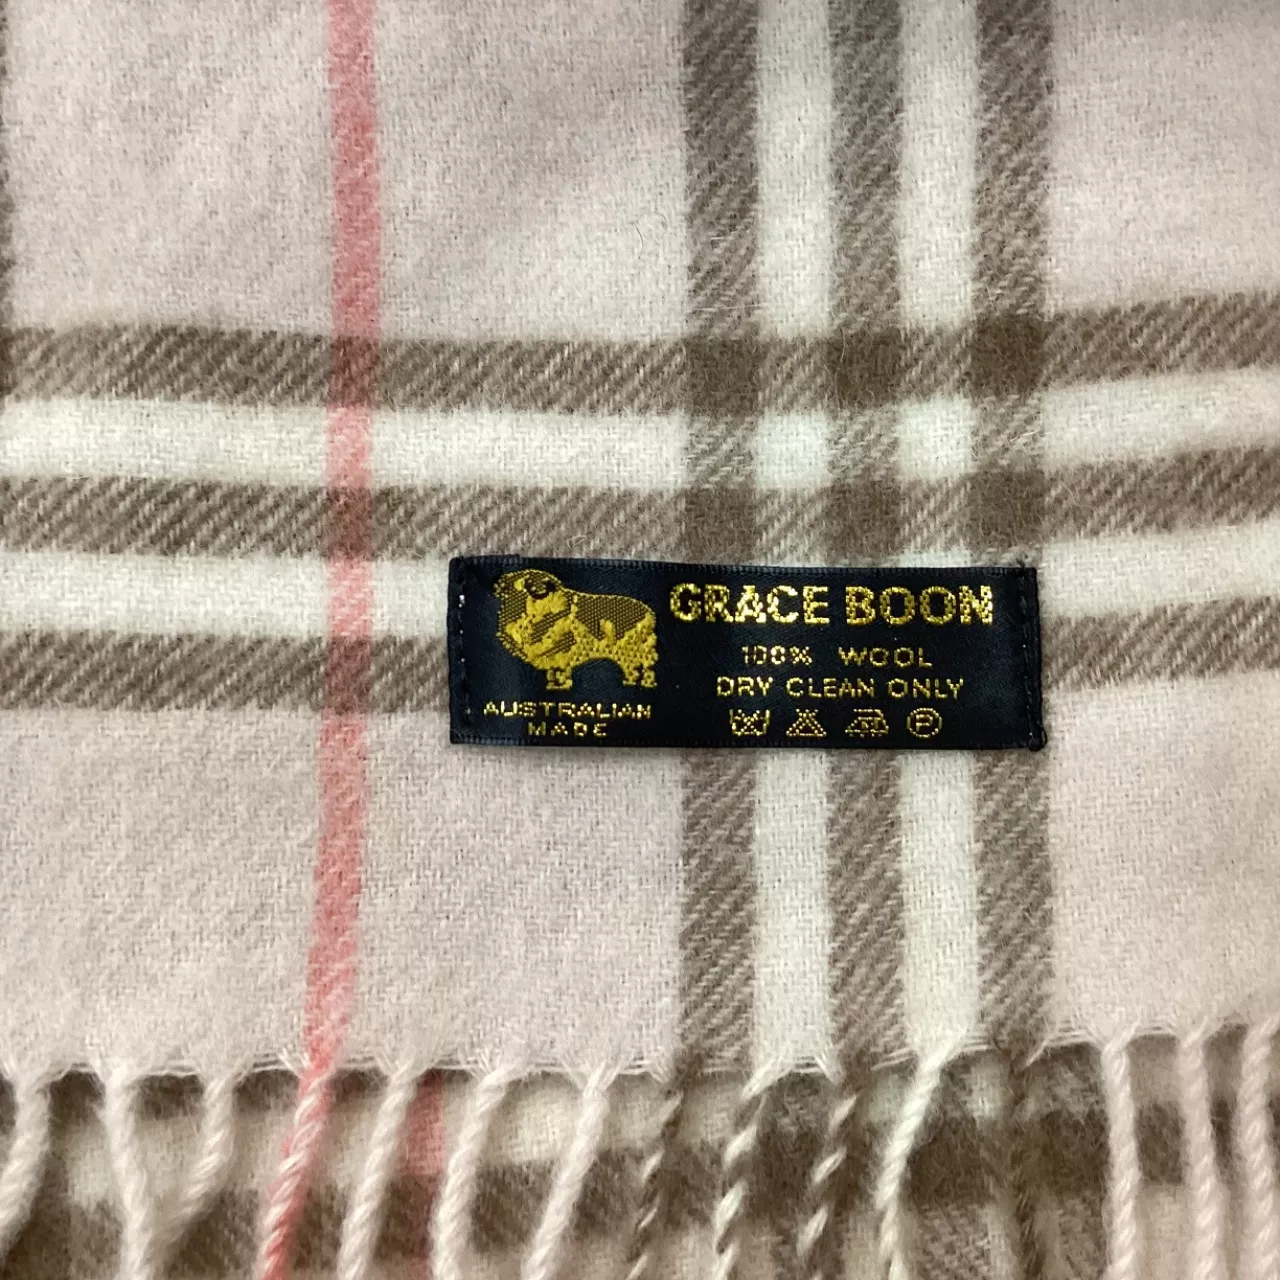 GRACE BOON
100% WOOL
DRY CLEAN ONLY
P
AUSTRALIAN
MADE